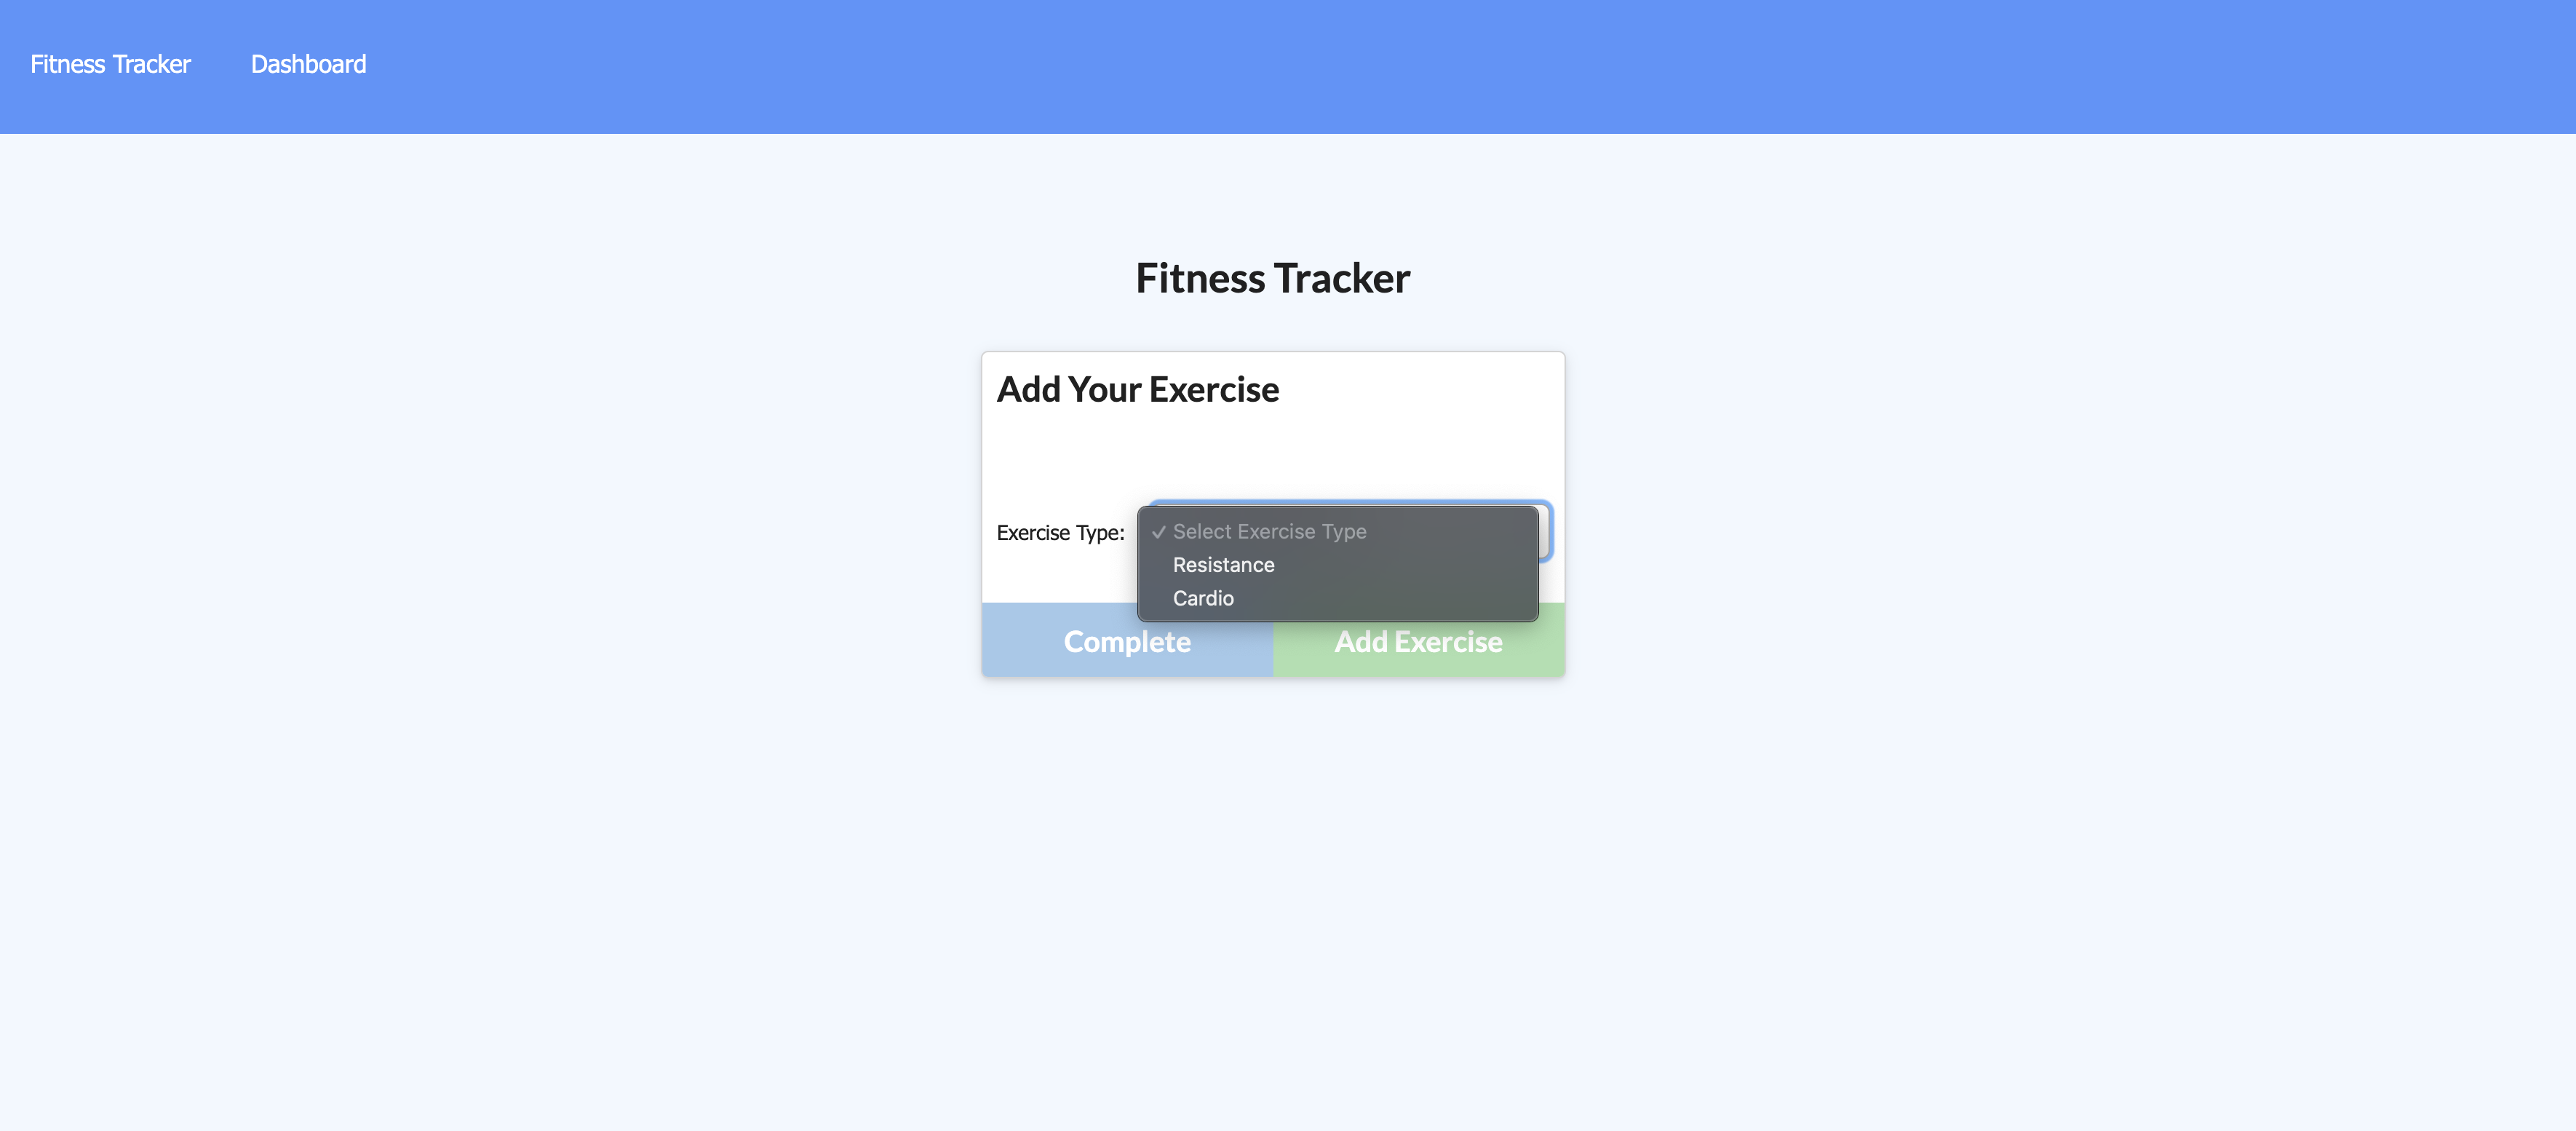 Fitness Tracker Dashboard
Fitness Tracker
Add Your Exercise
Exercise Type:
✓ Select Exercise Type
Resistance
Cardio
Complete Add Exercise